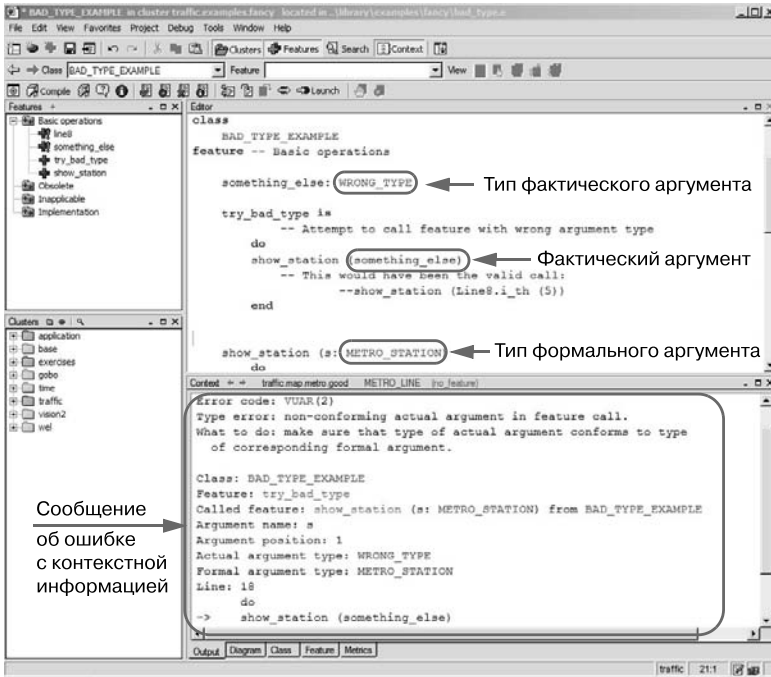 * BAD_TYPE_EXAMPLE in cluster traffic.examples.fancy located in ..\library\examples\fancy\bad_type.e
File Edit View Favorites Project Debug Tools Window Help
Clusters Features Search Context
Class BAD_TYPE_EXAMPLE Feature View
Compile Launch
Features
Basic operations
line8
something_else
try_bad_type
show_station
Obsolete
Inapplicable
Implementation
Editor
class
BAD_TYPE_EXAMPLE
feature -- Basic operations
something_else: WRONG_TYPE
Тип фактического аргумента
try_bad_type is
-- Attempt to call feature with wrong argument type
do
show_station (something_else)
Фактический аргумент
-- This would have been the valid call:
--show_station (Line8.i_th (5))
end
show_station (s: METRO_STATION)
Тип формального аргумента
do
Clusters
application
base
exercises
gobo
time
traffic
vision2
wel
Context traffic.map.metro.good METRO_LINE (no_feature)
Error code: VUAR(2)
Type error: non-conforming actual argument in feature call.
What to do: make sure that type of actual argument conforms to type
of corresponding formal argument.
Class: BAD_TYPE_EXAMPLE
Feature: try_bad_type
Called feature: show_station (s: METRO_STATION) from BAD_TYPE_EXAMPLE
Argument name: s
Argument position: 1
Actual argument type: WRONG_TYPE
Formal argument type: METRO_STATION
Line: 18
do
-> show_station (something_else)
Сообщение
об ошибке
с контекстной
информацией
Output Diagram Class Feature Metrics
traffic 21:1